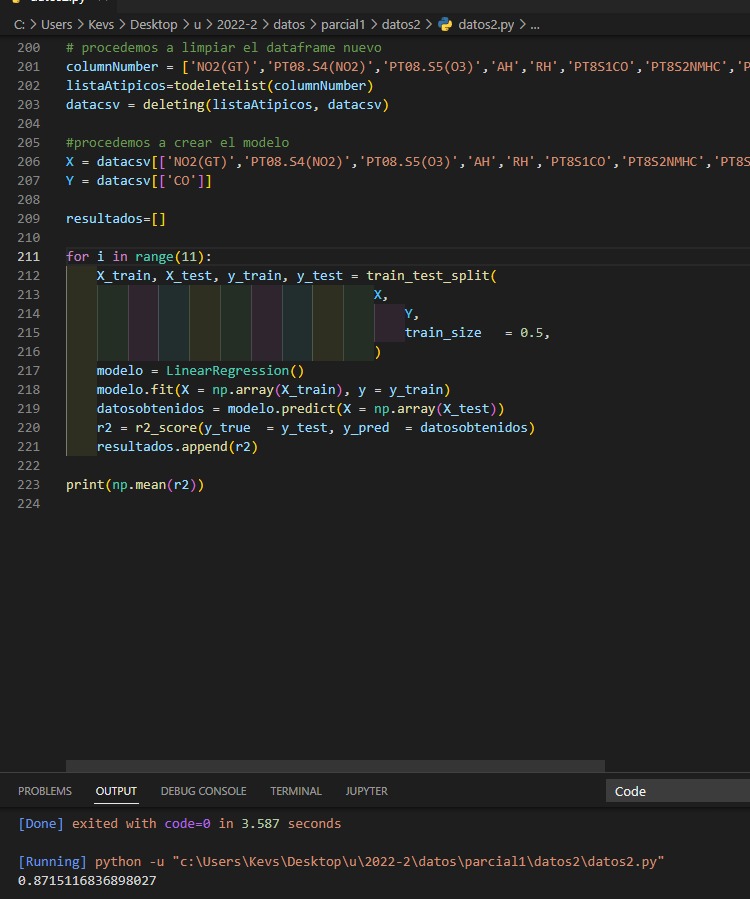 datos2.py
C: > Users > Kevs > Desktop > u > 2022-2 > datos > parcial1 > datos2 > datos2.py > ...
200 # procedemos a limpiar el dataframe nuevo
201 columnNumber = ['NO2(GT)','PT08.S4(NO2)','PT08.S5(O3)','AH','RH','PT8S1CO','PT8S2NMHC','P
202 listaAtipicos=todeletelist(columnNumber)
203 datacsv = deleting(listaAtipicos, datacsv)
204
205 #procedemos a crear el modelo
206 X = datacsv[['NO2(GT)','PT08.S4(NO2)','PT08.S5(O3)','AH','RH','PT8S1CO','PT8S2NMHC','PT8S
207 Y = datacsv[['CO']]
208
209 resultados=[]
210
211 for i in range(11):
212 X_train, X_test, y_train, y_test = train_test_split(
213 X,
214 Y,
215 train_size   = 0.5,
216 )
217 modelo = LinearRegression()
218 modelo.fit(X = np.array(X_train), y = y_train)
219 datosobtenidos = modelo.predict(X = np.array(X_test))
220 r2 = r2_score(y_true  = y_test, y_pred  = datosobtenidos)
221 resultados.append(r2)
222
223 print(np.mean(r2))
224
PROBLEMS OUTPUT DEBUG CONSOLE TERMINAL JUPYTER Code
[Done] exited with code=0 in 3.587 seconds
[Running] python -u "c:\Users\Kevs\Desktop\u\2022-2\datos\parcial1\datos2\datos2.py"
0.8715116836898027